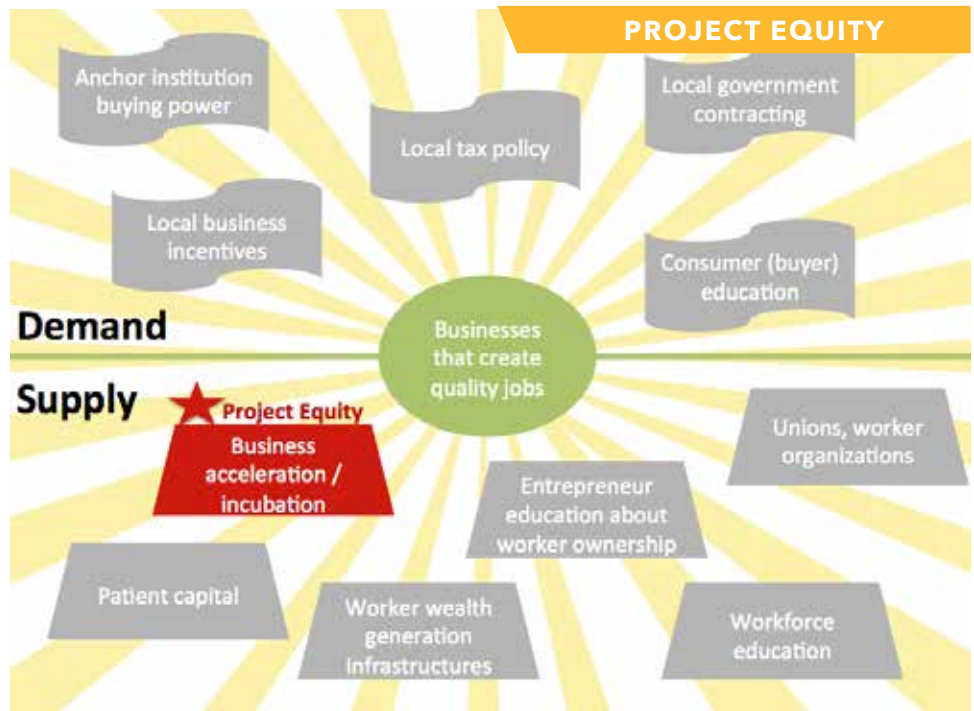 PROJECT EQUITY
Anchor institution
buying power
Local tax policy
Local government
contracting
Local business
incentives
Consumer (buyer)
education
Demand
Businesses
that create
quality jobs
Supply
Project Equity
Business
acceleration /
incubation
Unions, worker
organizations
Entrepreneur
education about
worker ownership
Patient capital
Worker wealth
generation
infrastructures
Workforce
education